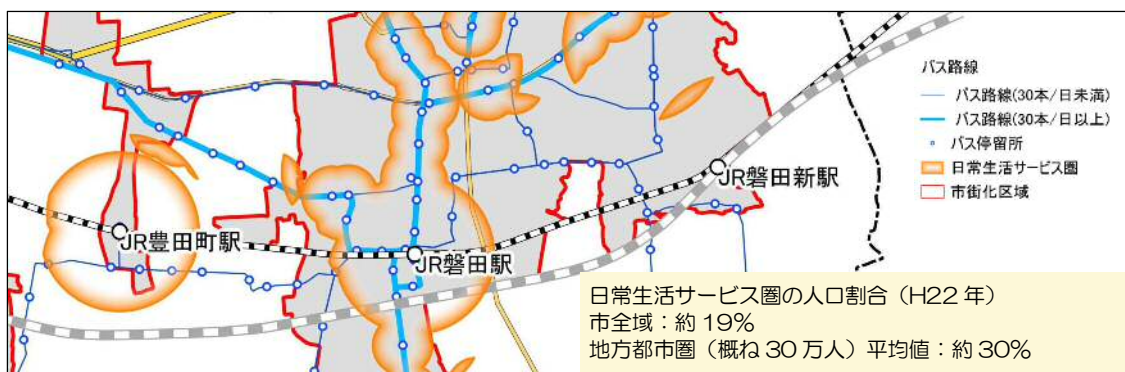 バス路線
バス路線(30本/日未満)
バス路線(30本/日以上)
バス停留所
日常生活サービス圏
市街化区域
JR磐田新駅
JR豊田町駅
JR磐田駅
日常生活サービス圏の人口割合（H22 年）
市全域：約 19%
地方都市圏（概ね 30 万人）平均値：約 30%